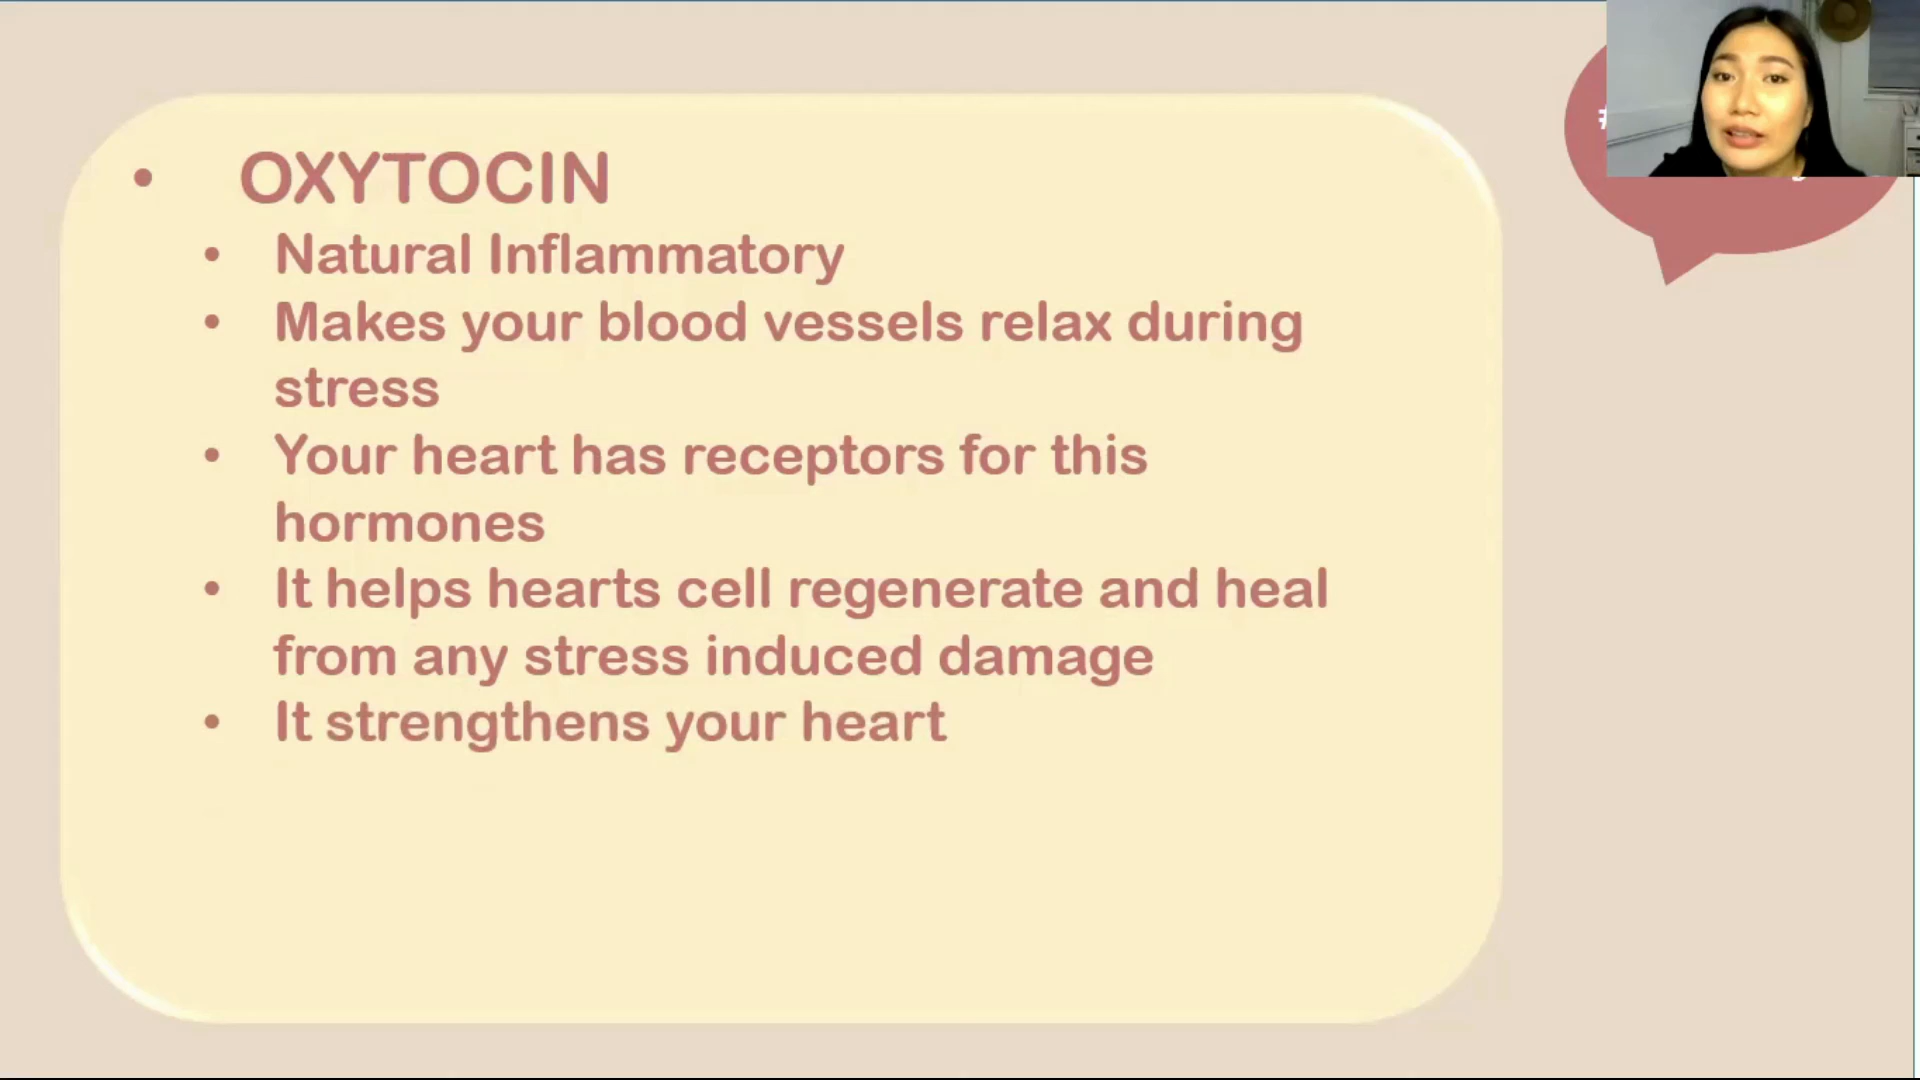 • OXYTOCIN
• Natural Inflammatory
• Makes your blood vessels relax during
stress
• Your heart has receptors for this
hormones
• It helps hearts cell regenerate and heal
from any stress induced damage
• It strengthens your heart